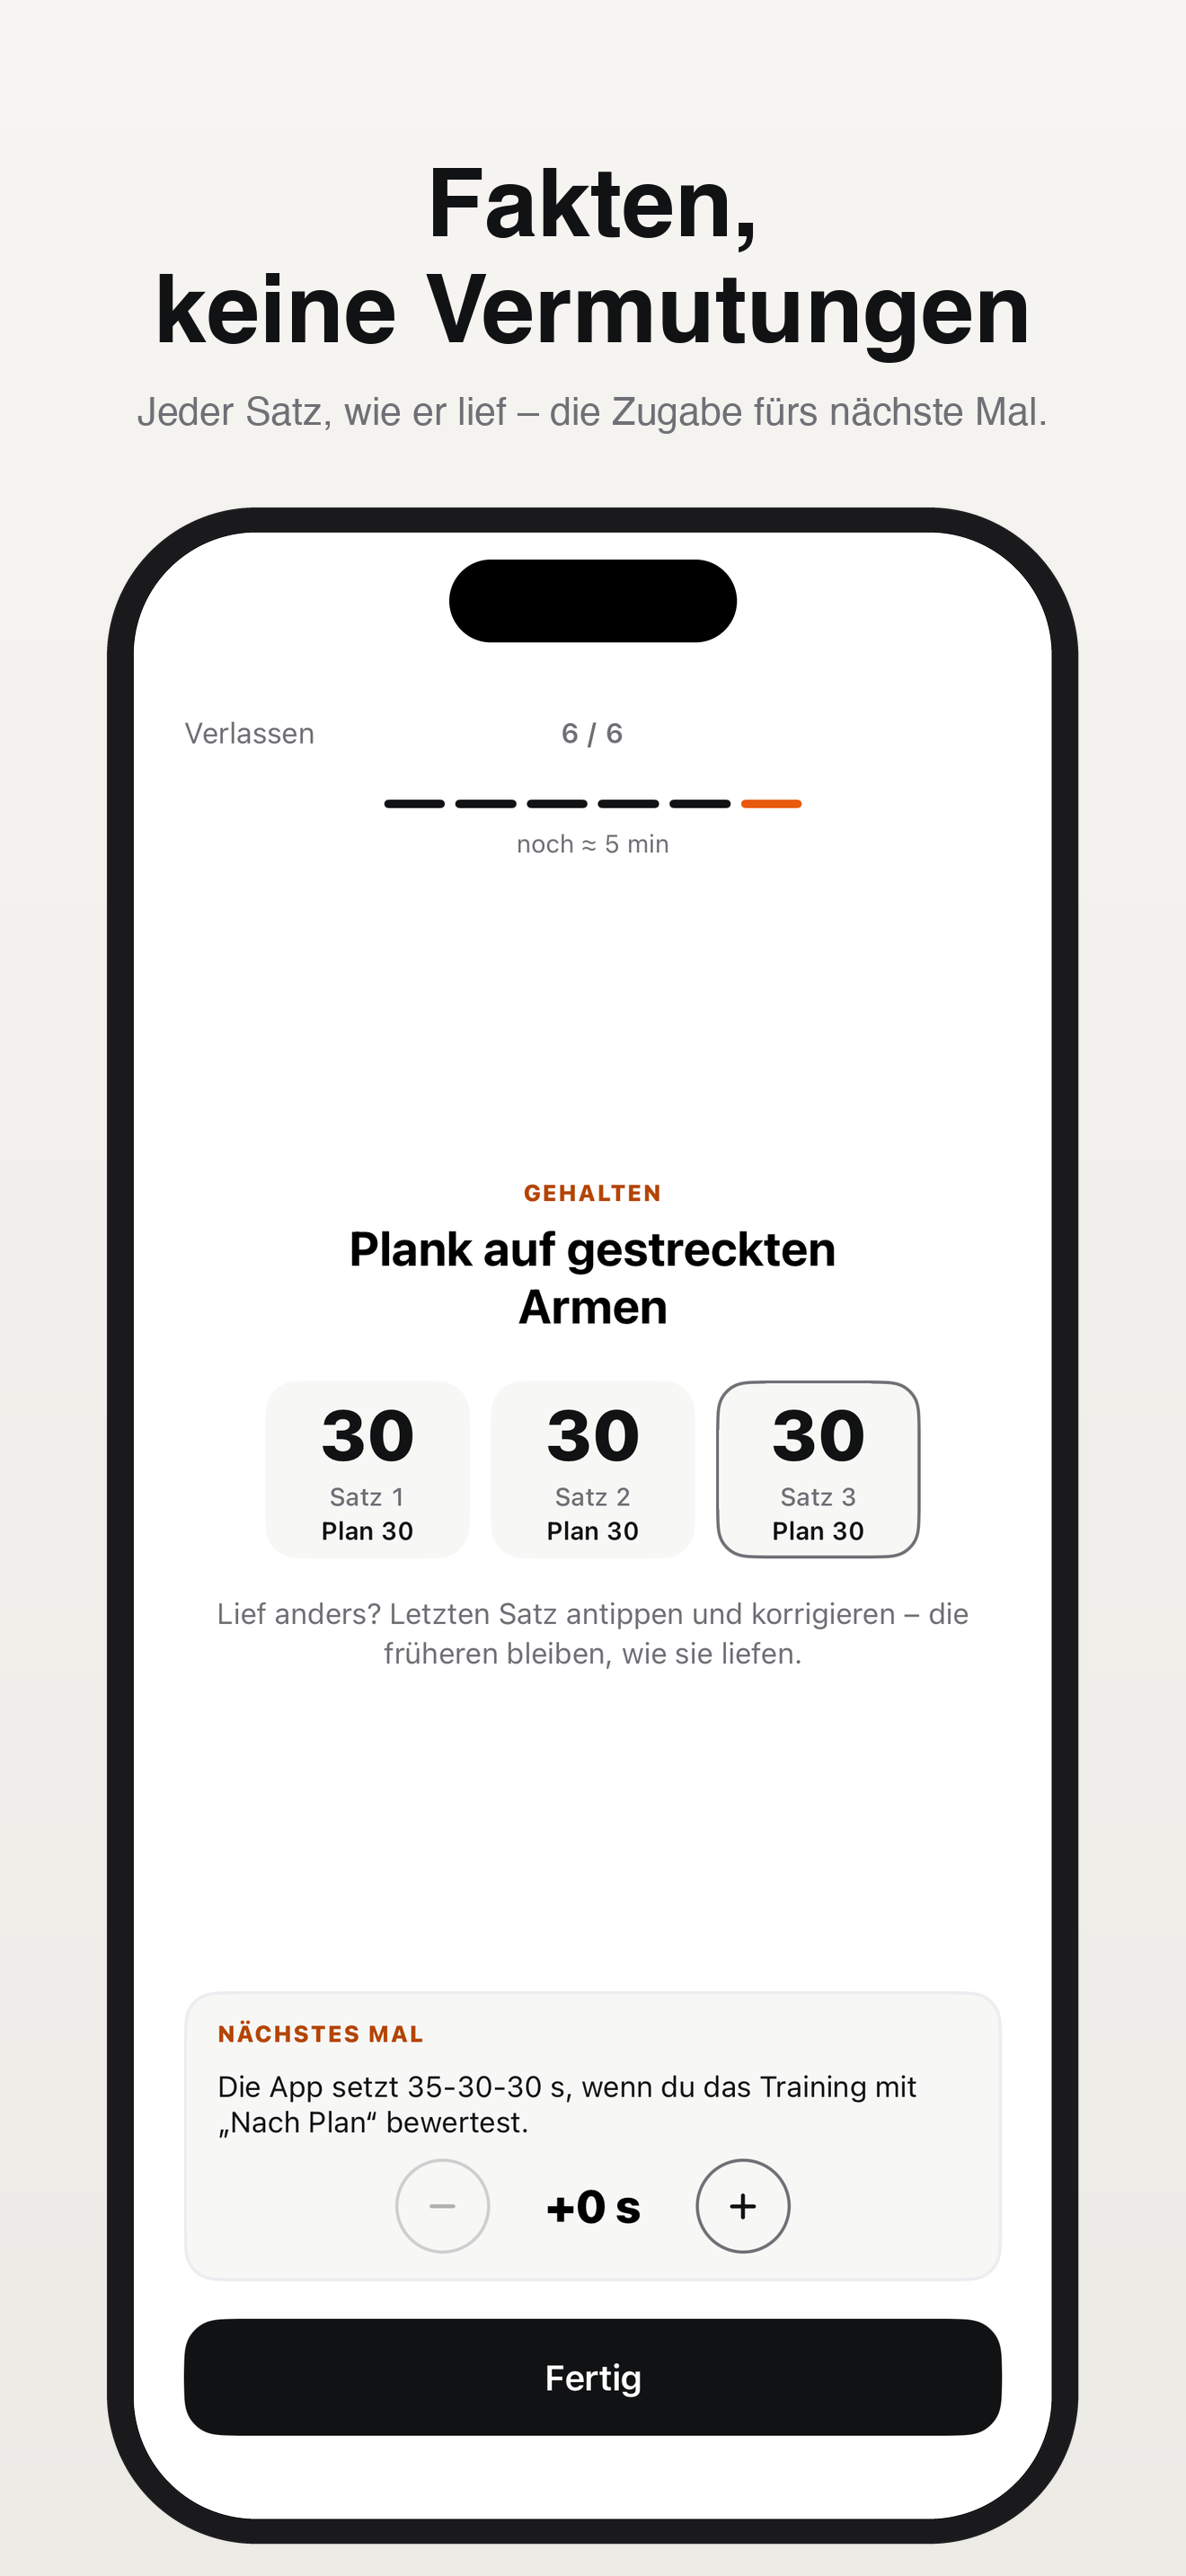 Fakten,
keine Vermutungen
Jeder Satz, wie er lief – die Zugabe fürs nächste Mal.
Verlassen
6 / 6
noch ≈ 5 min
GEHALTEN
Plank auf gestreckten
Armen
30
Satz 1
Plan 30
30
Satz 2
Plan 30
30
Satz 3
Plan 30
Lief anders? Letzten Satz antippen und korrigieren – die
früheren bleiben, wie sie liefen.
NÄCHSTES MAL
Die App setzt 35-30-30 s, wenn du das Training mit
„Nach Plan“ bewertest.
− +0 s +
Fertig